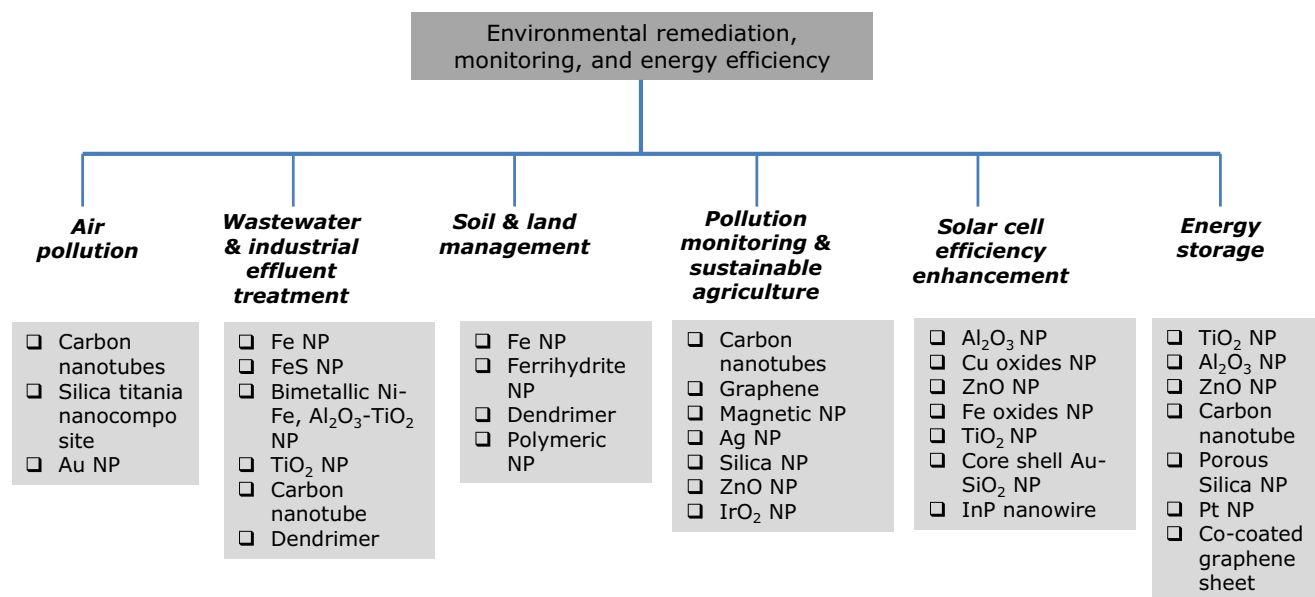 Environmental remediation,
monitoring, and energy efficiency
Air
pollution
Wastewater
& industrial
effluent
treatment
Soil & land
management
Pollution
monitoring &
sustainable
agriculture
Solar cell
efficiency
enhancement
Energy
storage
❑ Carbon
nanotubes
❑ Silica titania
nanocompo
site
❑ Au NP
❑ Fe NP
❑ FeS NP
❑ Bimetallic Ni-
Fe, Al₂O₃-TiO₂
NP
❑ TiO₂ NP
❑ Carbon
nanotube
❑ Dendrimer
❑ Fe NP
❑ Ferrihydrite
NP
❑ Dendrimer
❑ Polymeric
NP
❑ Carbon
nanotubes
❑ Graphene
❑ Magnetic NP
❑ Ag NP
❑ Silica NP
❑ ZnO NP
❑ IrO₂ NP
❑ Al₂O₃ NP
❑ Cu oxides NP
❑ ZnO NP
❑ Fe oxides NP
❑ TiO₂ NP
❑ Core shell Au-
SiO₂ NP
❑ InP nanowire
❑ TiO₂ NP
❑ Al₂O₃ NP
❑ ZnO NP
❑ Carbon
nanotube
❑ Porous
Silica NP
❑ Pt NP
❑ Co-coated
graphene
sheet